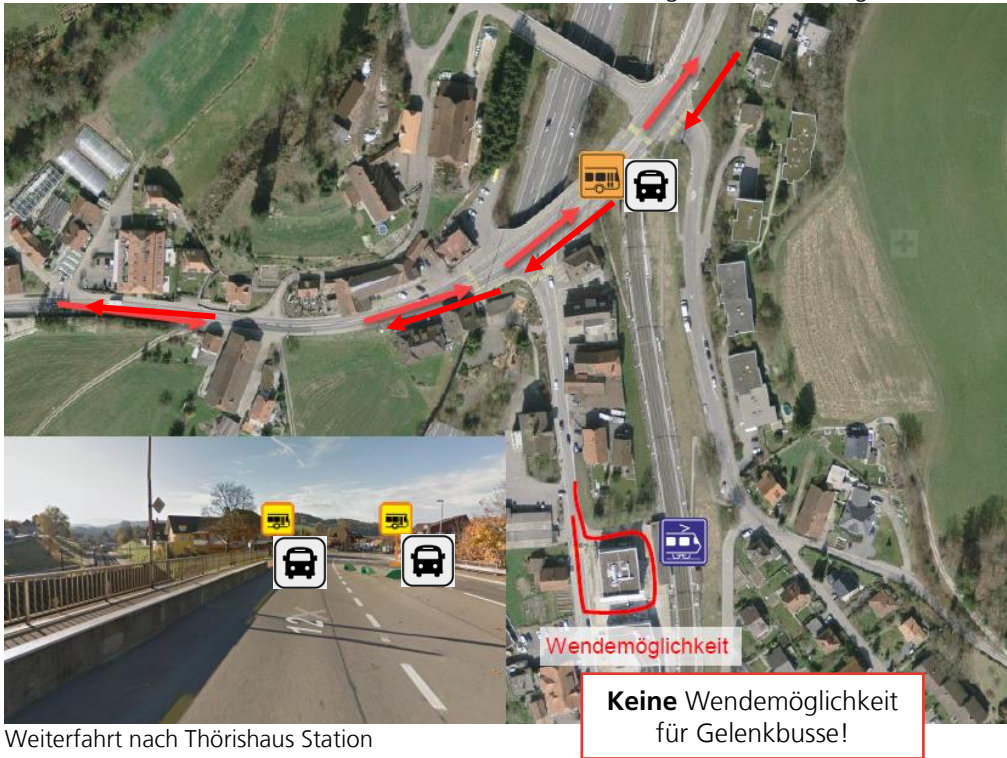 Wendemöglichkeit
Keine Wendemöglichkeit
für Gelenkbusse!
Weiterfahrt nach Thörishaus Station